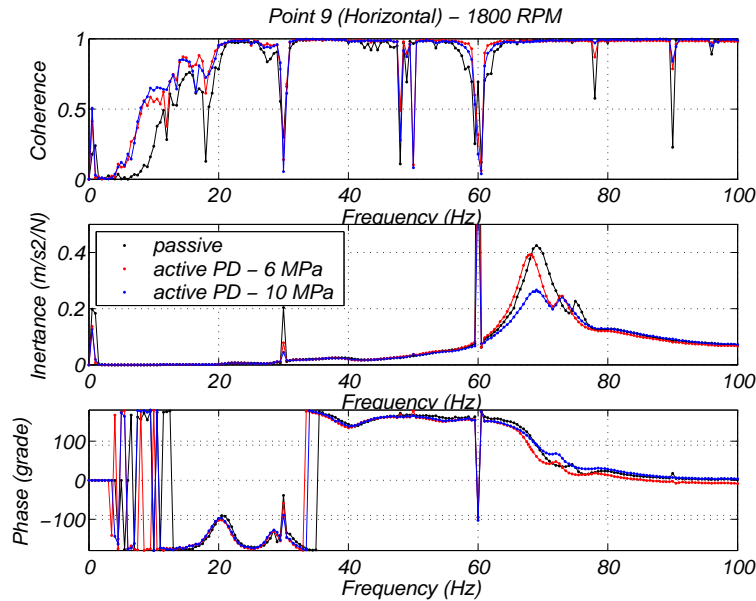 Point 9 (Horizontal) − 1800 RPM
Coherence
1
0.5
0
0 20 40 60 80 100
Frequency (Hz)
Inertance (m/s2/N)
0.4
0.2
0
passive
active PD − 6 MPa
active PD − 10 MPa
0 20 40 60 80 100
Frequency (Hz)
Phase (grade)
100
0
−100
0 20 40 60 80 100
Frequency (Hz)